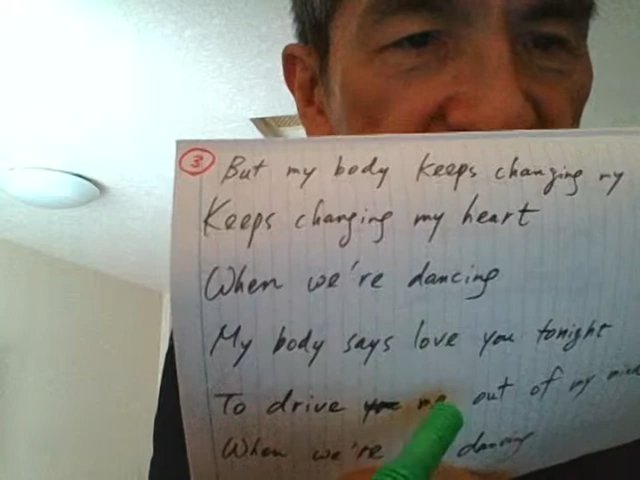 ③ But my body keeps changing my
Keeps changing my heart
When we're dancing
My body says love you tonight
To drive me out of my
When we're dancing